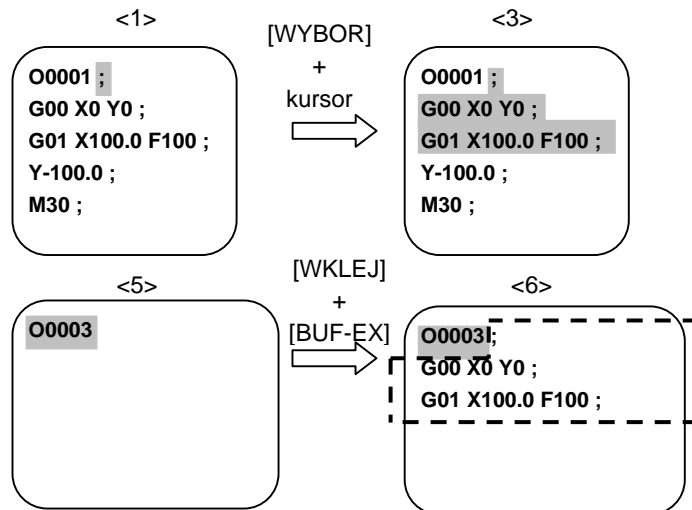 <1>
[WYBOR]
+
kursor
<3>
O0001 ;
G00 X0 Y0 ;
G01 X100.0 F100 ;
Y-100.0 ;
M30 ;
O0001 ;
G00 X0 Y0 ;
G01 X100.0 F100 ;
Y-100.0 ;
M30 ;
<5>
[WKLEJ]
+
[BUF-EX]
<6>
O0003
O0003 ;
G00 X0 Y0 ;
G01 X100.0 F100 ;